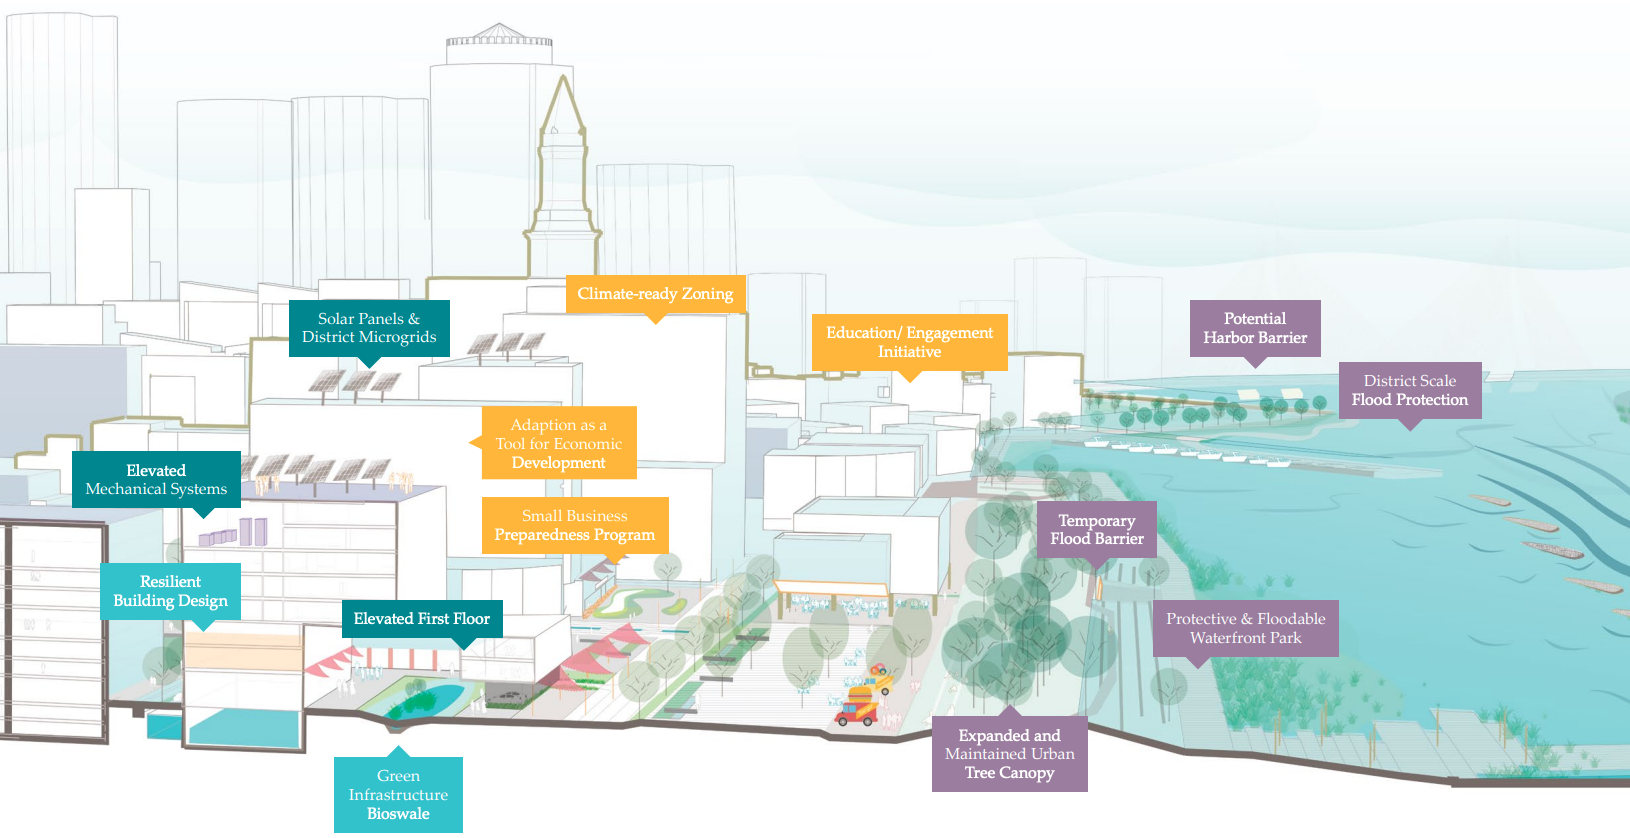 Climate-ready Zoning
Solar Panels &
District Microgrids
Education/ Engagement
Initiative
Potential
Harbor Barrier
District Scale
Flood Protection
Adaption as a
Tool for Economic
Development
Elevated
Mechanical Systems
Small Business
Preparedness Program
Temporary
Flood Barrier
Resilient
Building Design
Elevated First Floor
Protective & Floodable
Waterfront Park
Expanded and
Maintained Urban
Tree Canopy
Green
Infrastructure
Bioswale